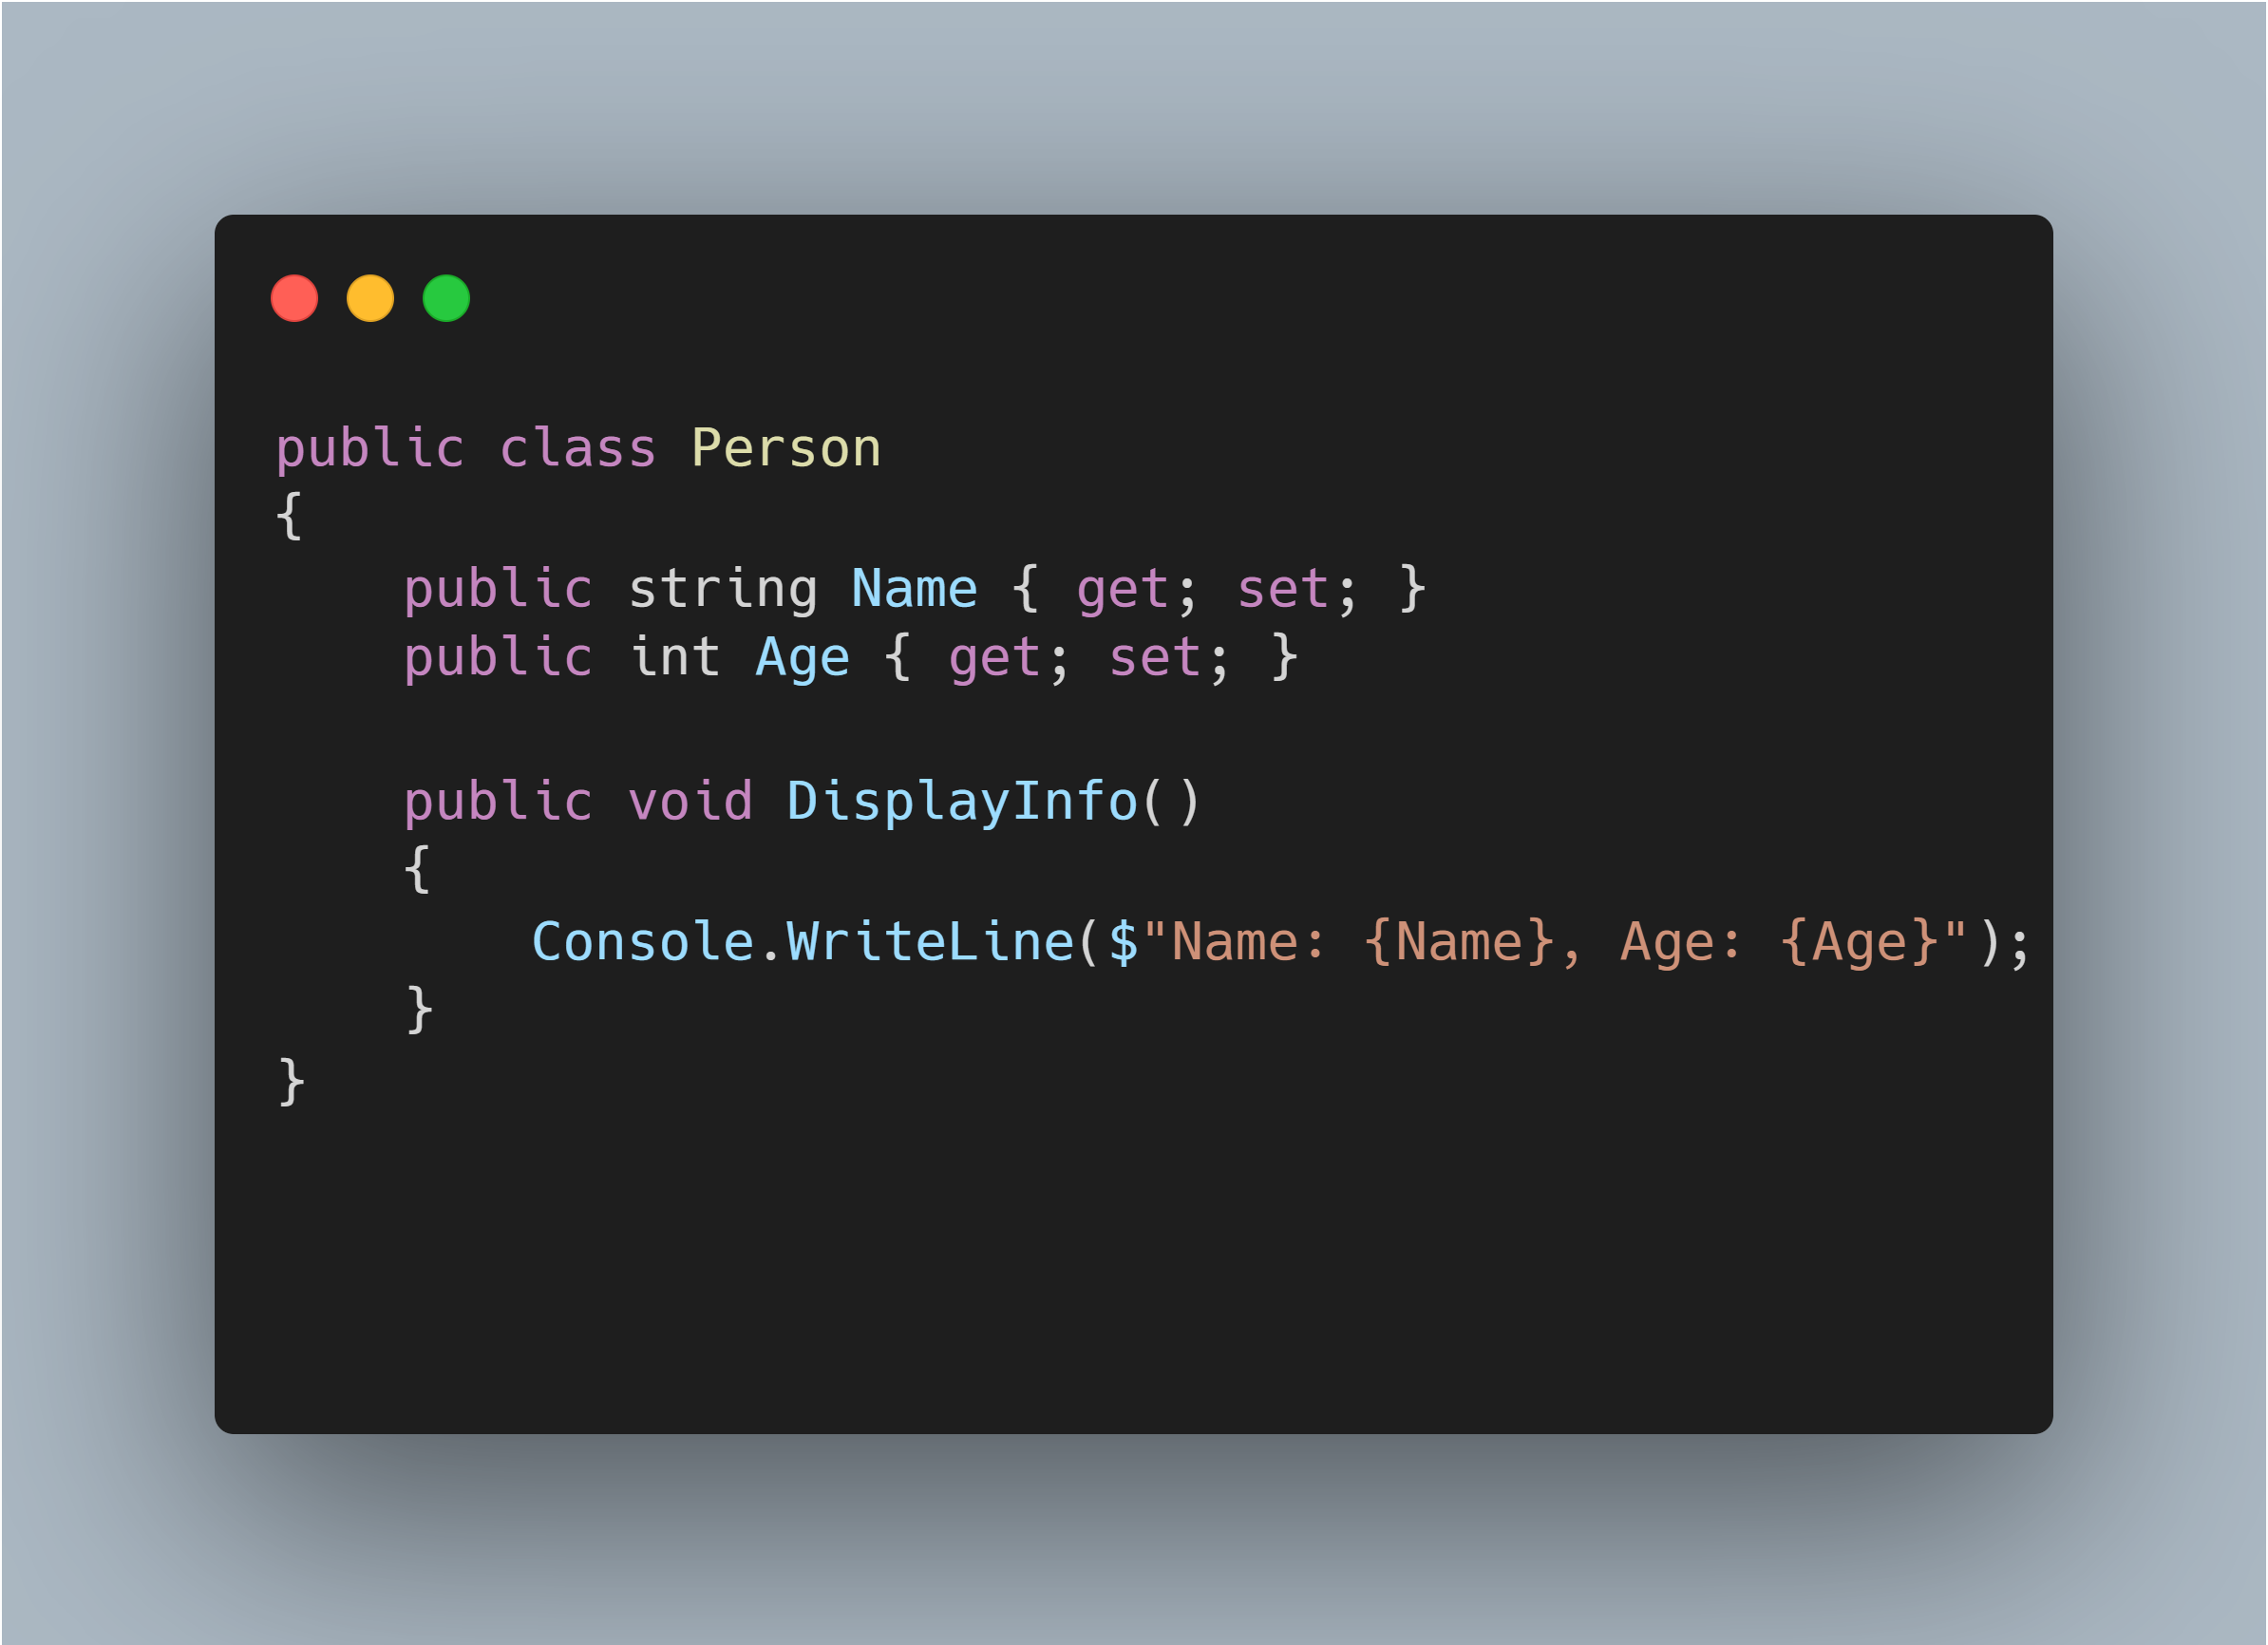 public class Person
{
    public string Name { get; set; }
    public int Age { get; set; }

    public void DisplayInfo()
    {
        Console.WriteLine($"Name: {Name}, Age: {Age}");
    }
}